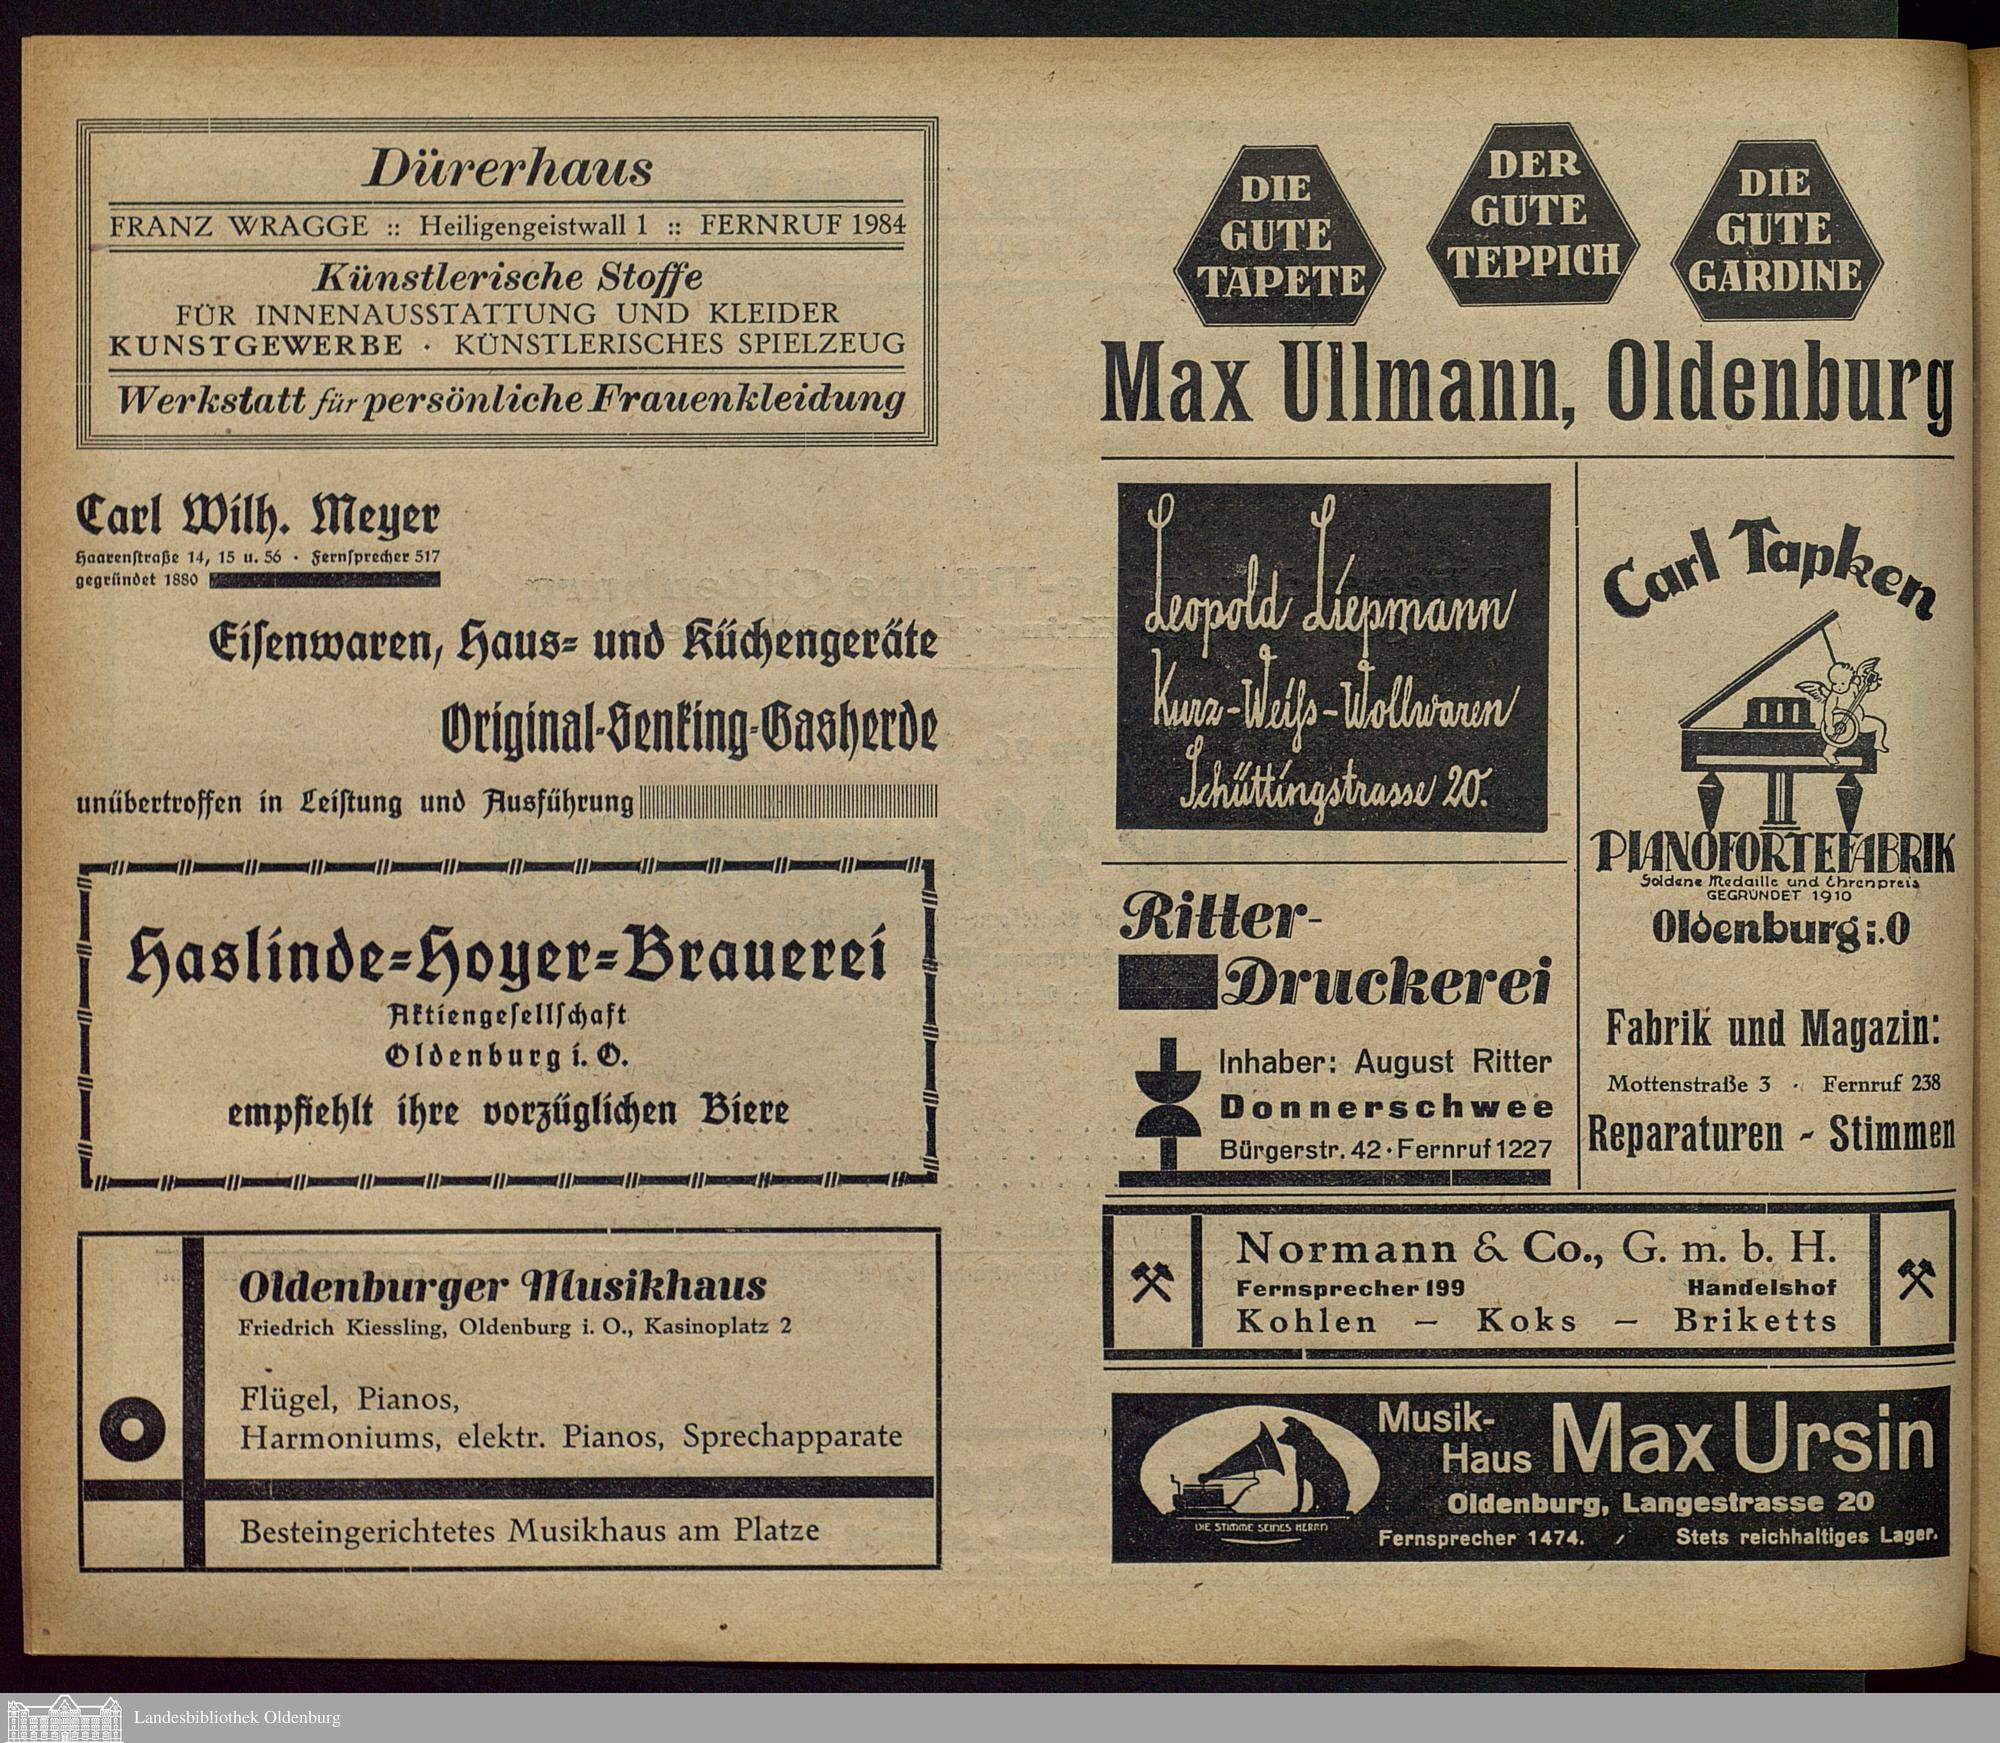 Dürerhaus
FRANZ WRAGGE :: Heiligengeistwall 1 :: FERNRUF 1984
Künstlerische Stoffe
FÜR INNENAUSSTATTUNG UND KLEIDER
KUNSTGEWERBE · KÜNSTLERISCHES SPIELZEUG
Werkstatt für persönliche Frauenkleidung
Carl Wilh. Meyer
Haarenstraße 14, 15 u. 56 · Fernsprecher 517
gegründet 1880
Eisenwaren, Haus- und Küchengeräte
Original-Senking-Gasherde
unübertroffen in Leistung und Ausführung
Haslinde-Hoyer-Brauerei
Aktiengesellschaft
Oldenburg i. O.
empfiehlt ihre vorzüglichen Biere
Oldenburger Musikhaus
Friedrich Kiessling, Oldenburg i. O., Kasinoplatz 2
Flügel, Pianos,
Harmoniums, elektr. Pianos, Sprechapparate
Besteingerichtetes Musikhaus am Platze
DIE
GUTE
TAPETE
DER
GUTE
TEPPICH
DIE
GUTE
GARDINE
Max Ullmann, Oldenburg
Leopold Liepmann
Kurz-Weiß-Wollwaren
Schüttingstrasse 20.
Carl Tapken
PIANOFORTEFABRIK
Goldene Medaille und Ehrenpreis
GEGRÜNDET 1910
Oldenburg i. O
Fabrik und Magazin:
Mottenstraße 3 · Fernruf 238
Reparaturen - Stimmen
Ritter-
Druckerei
Inhaber: August Ritter
Donnerschwee
Bürgerstr. 42 · Fernruf 1227
Normann & Co., G. m. b. H.
Fernsprecher 199 Handelshof
Kohlen – Koks – Briketts
Musik-
Haus Max Ursin
Oldenburg, Langestrasse 20
DIE STIMME SEINES HERRN
Fernsprecher 1474. / Stets reichhaltiges Lager.
Landesbibliothek Oldenburg